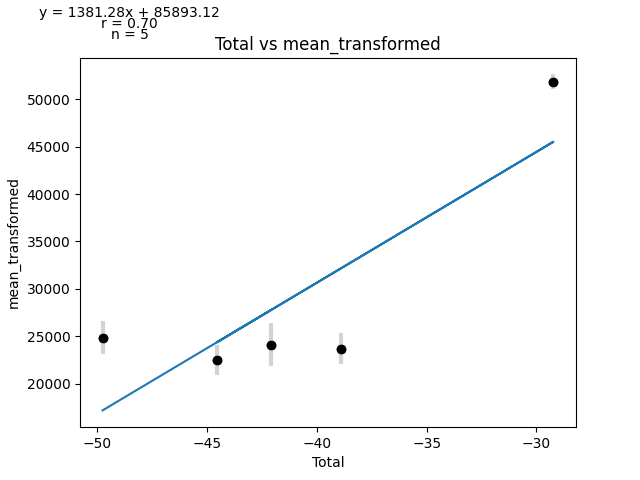 y = 1381.28x + 85893.12
r = 0.70
n = 5
Total vs mean_transformed
50000
45000
40000
35000
30000
25000
20000
mean_transformed
−50
−45
−40
−35
−30
Total